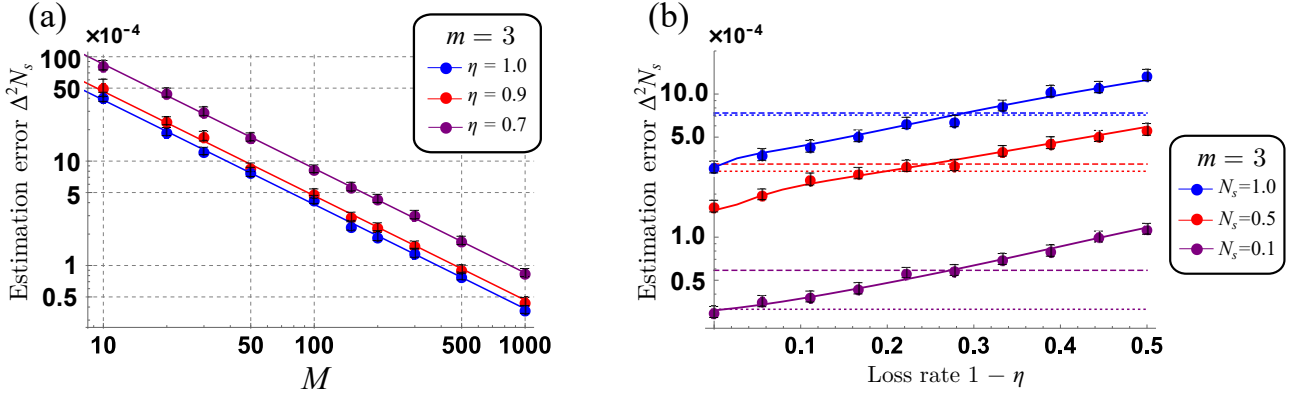 (a)
×10⁻⁴
Estimation error Δ²Nₛ
100
50
10
5
1
0.5
10 50 100 500 1000
M
m = 3
η = 1.0
η = 0.9
η = 0.7
(b)
×10⁻⁴
Estimation error Δ²Nₛ
10.0
5.0
1.0
0.5
0.1 0.2 0.3 0.4 0.5
Loss rate 1 − η
m = 3
Nₛ=1.0
Nₛ=0.5
Nₛ=0.1